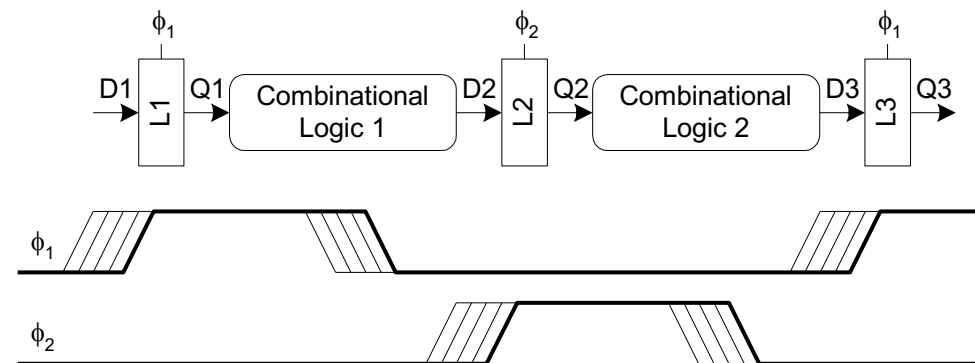 ϕ1 ϕ2 ϕ1
D1 L1 Q1 Combinational Logic 1 D2 L2 Q2 Combinational Logic 2 D3 L3 Q3
ϕ1
ϕ2